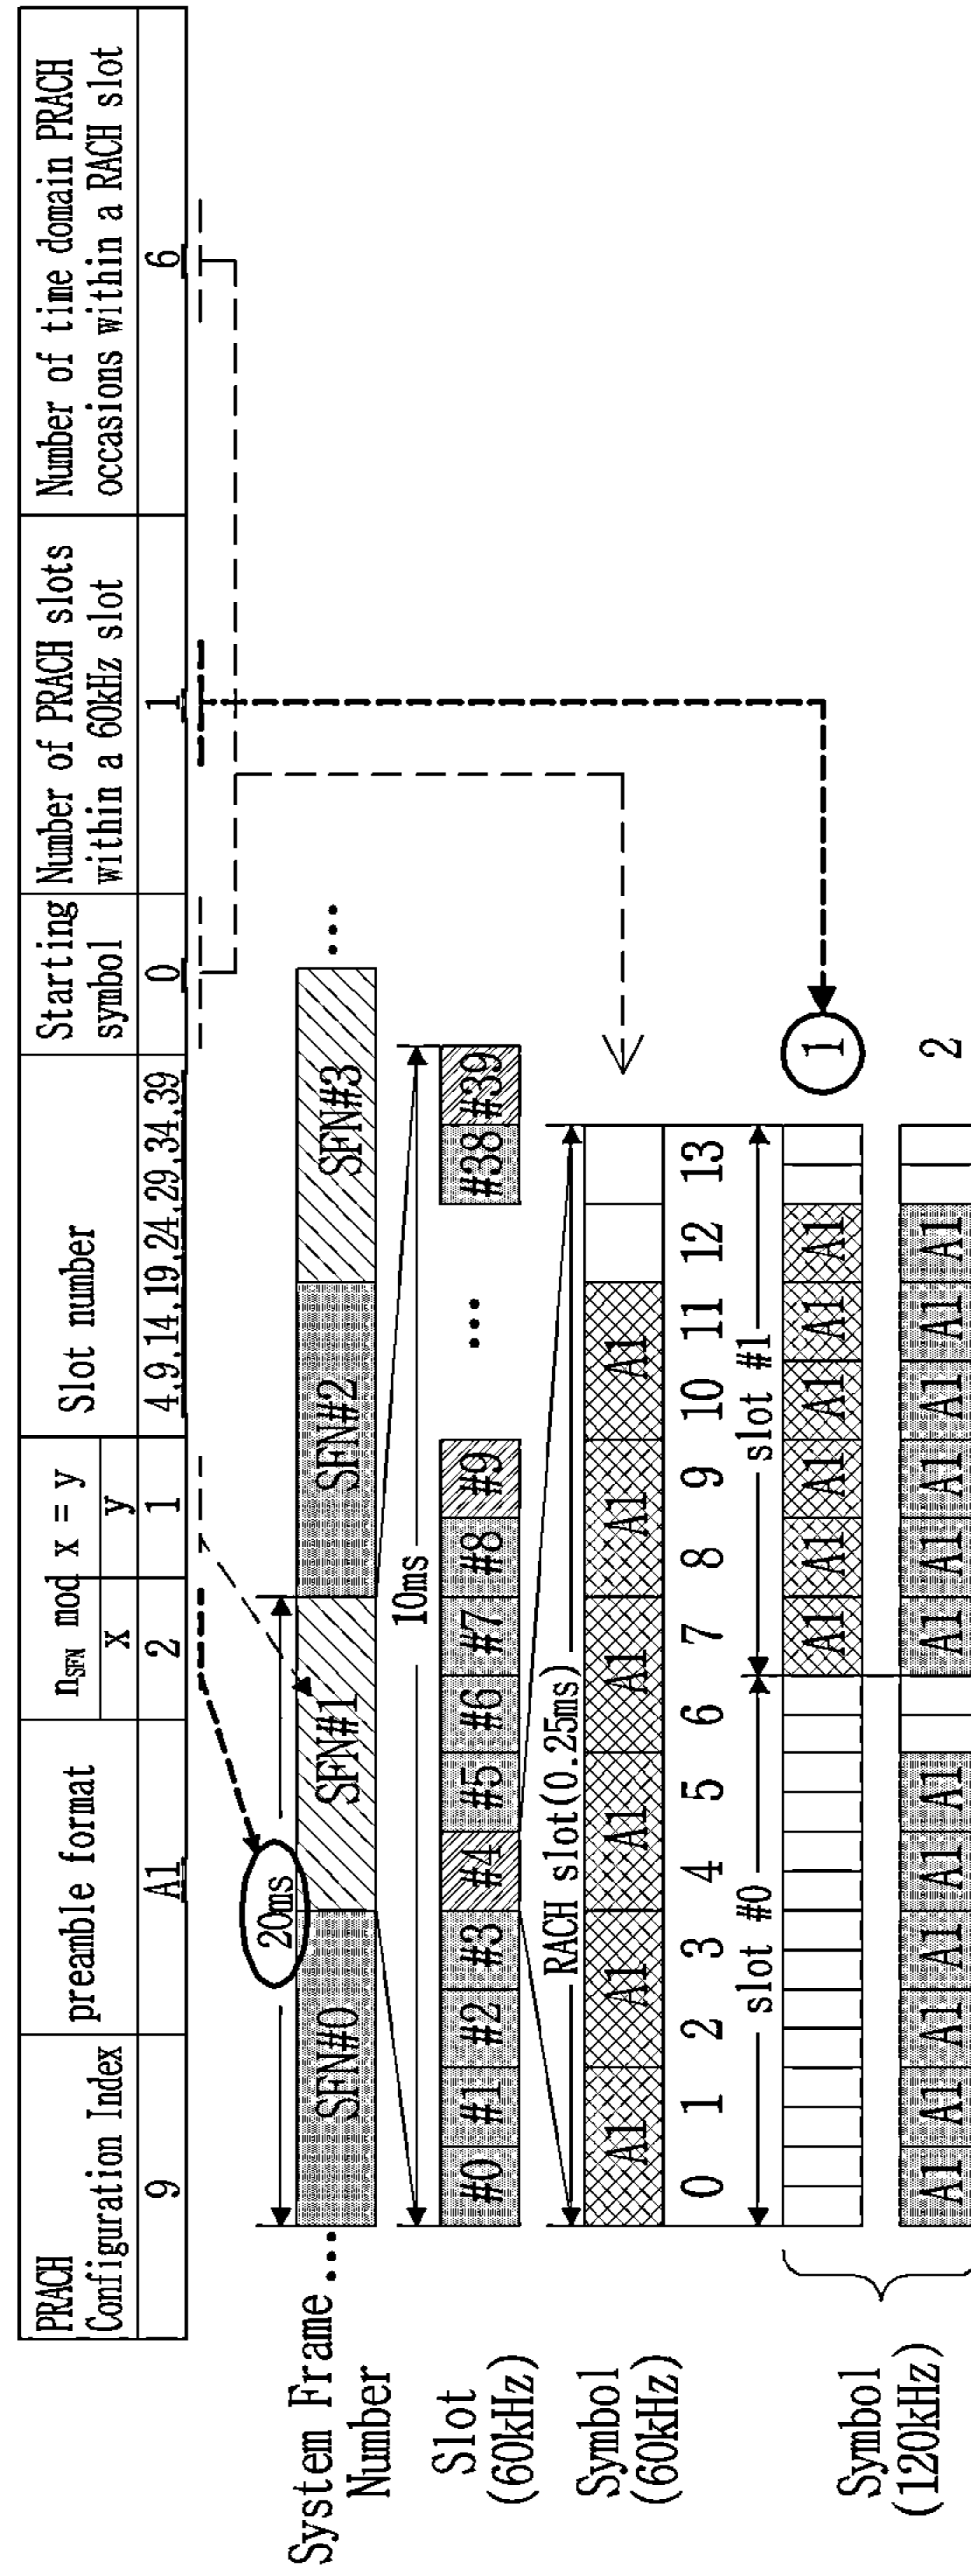 PRACH
Configuration Index
preamble format
n_SFN mod x = y
x
y
Slot number
Starting
symbol
Number of PRACH slots
within a 60kHz slot
Number of time domain PRACH
occasions within a RACH slot
9
A1
2
1
4,9,14,19,24,29,34,39
0
1
6
20ms
System Frame
Number
... SFN#0 SFN#1 SFN#2 SFN#3 ...
10ms
Slot
(60kHz)
#0 #1 #2 #3 #4 #5 #6 #7 #8 #9 ... #38 #39
RACH slot(0.25ms)
Symbol
(60kHz)
A1 A1 A1 A1 A1 A1
0 1 2 3 4 5 6 7 8 9 10 11 12 13
slot #0 slot #1
Symbol
(120kHz)
A1 A1 A1 A1 A1 A1 1
A1 A1 A1 A1 A1 A1 A1 A1 A1 A1 A1 A1 2